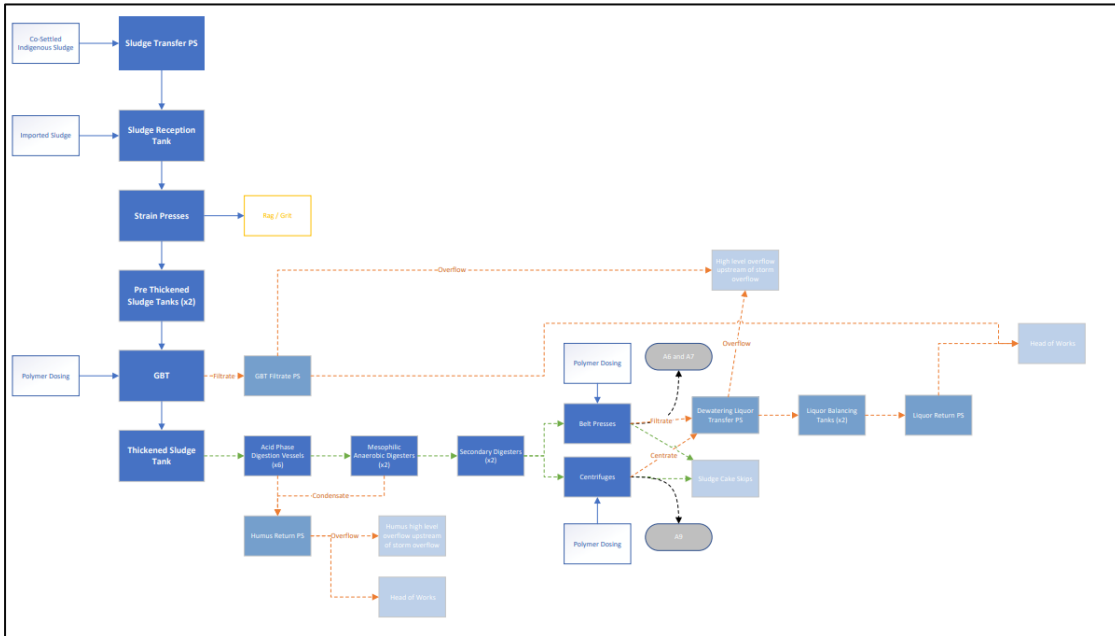 Co-Settled
Indigenous Sludge
Sludge Transfer PS
Imported Sludge
Sludge Reception
Tank
Strain Presses
Rag / Grit
Pre Thickened
Sludge Tanks (x2)
Overflow
High level overflow
upstream of storm
overflow
Polymer Dosing
GBT
Filtrate
GBT Filtrate PS
Polymer Dosing
A6 and A7
Overflow
Head of Works
Thickened Sludge
Tank
Acid Phase
Digestion Vessels
(x6)
Mesophilic
Anaerobic Digesters
(x2)
Secondary Digesters
(x2)
Belt Presses
Filtrate
Dewatering Liquor
Transfer PS
Liquor Balancing
Tanks (x2)
Liquor Return PS
Centrifuges
Centrate
Sludge Cake Skips
Condensate
Humus Return PS
Overflow
Humus high level
overflow upstream
of storm overflow
Polymer Dosing
A8
Head of Works